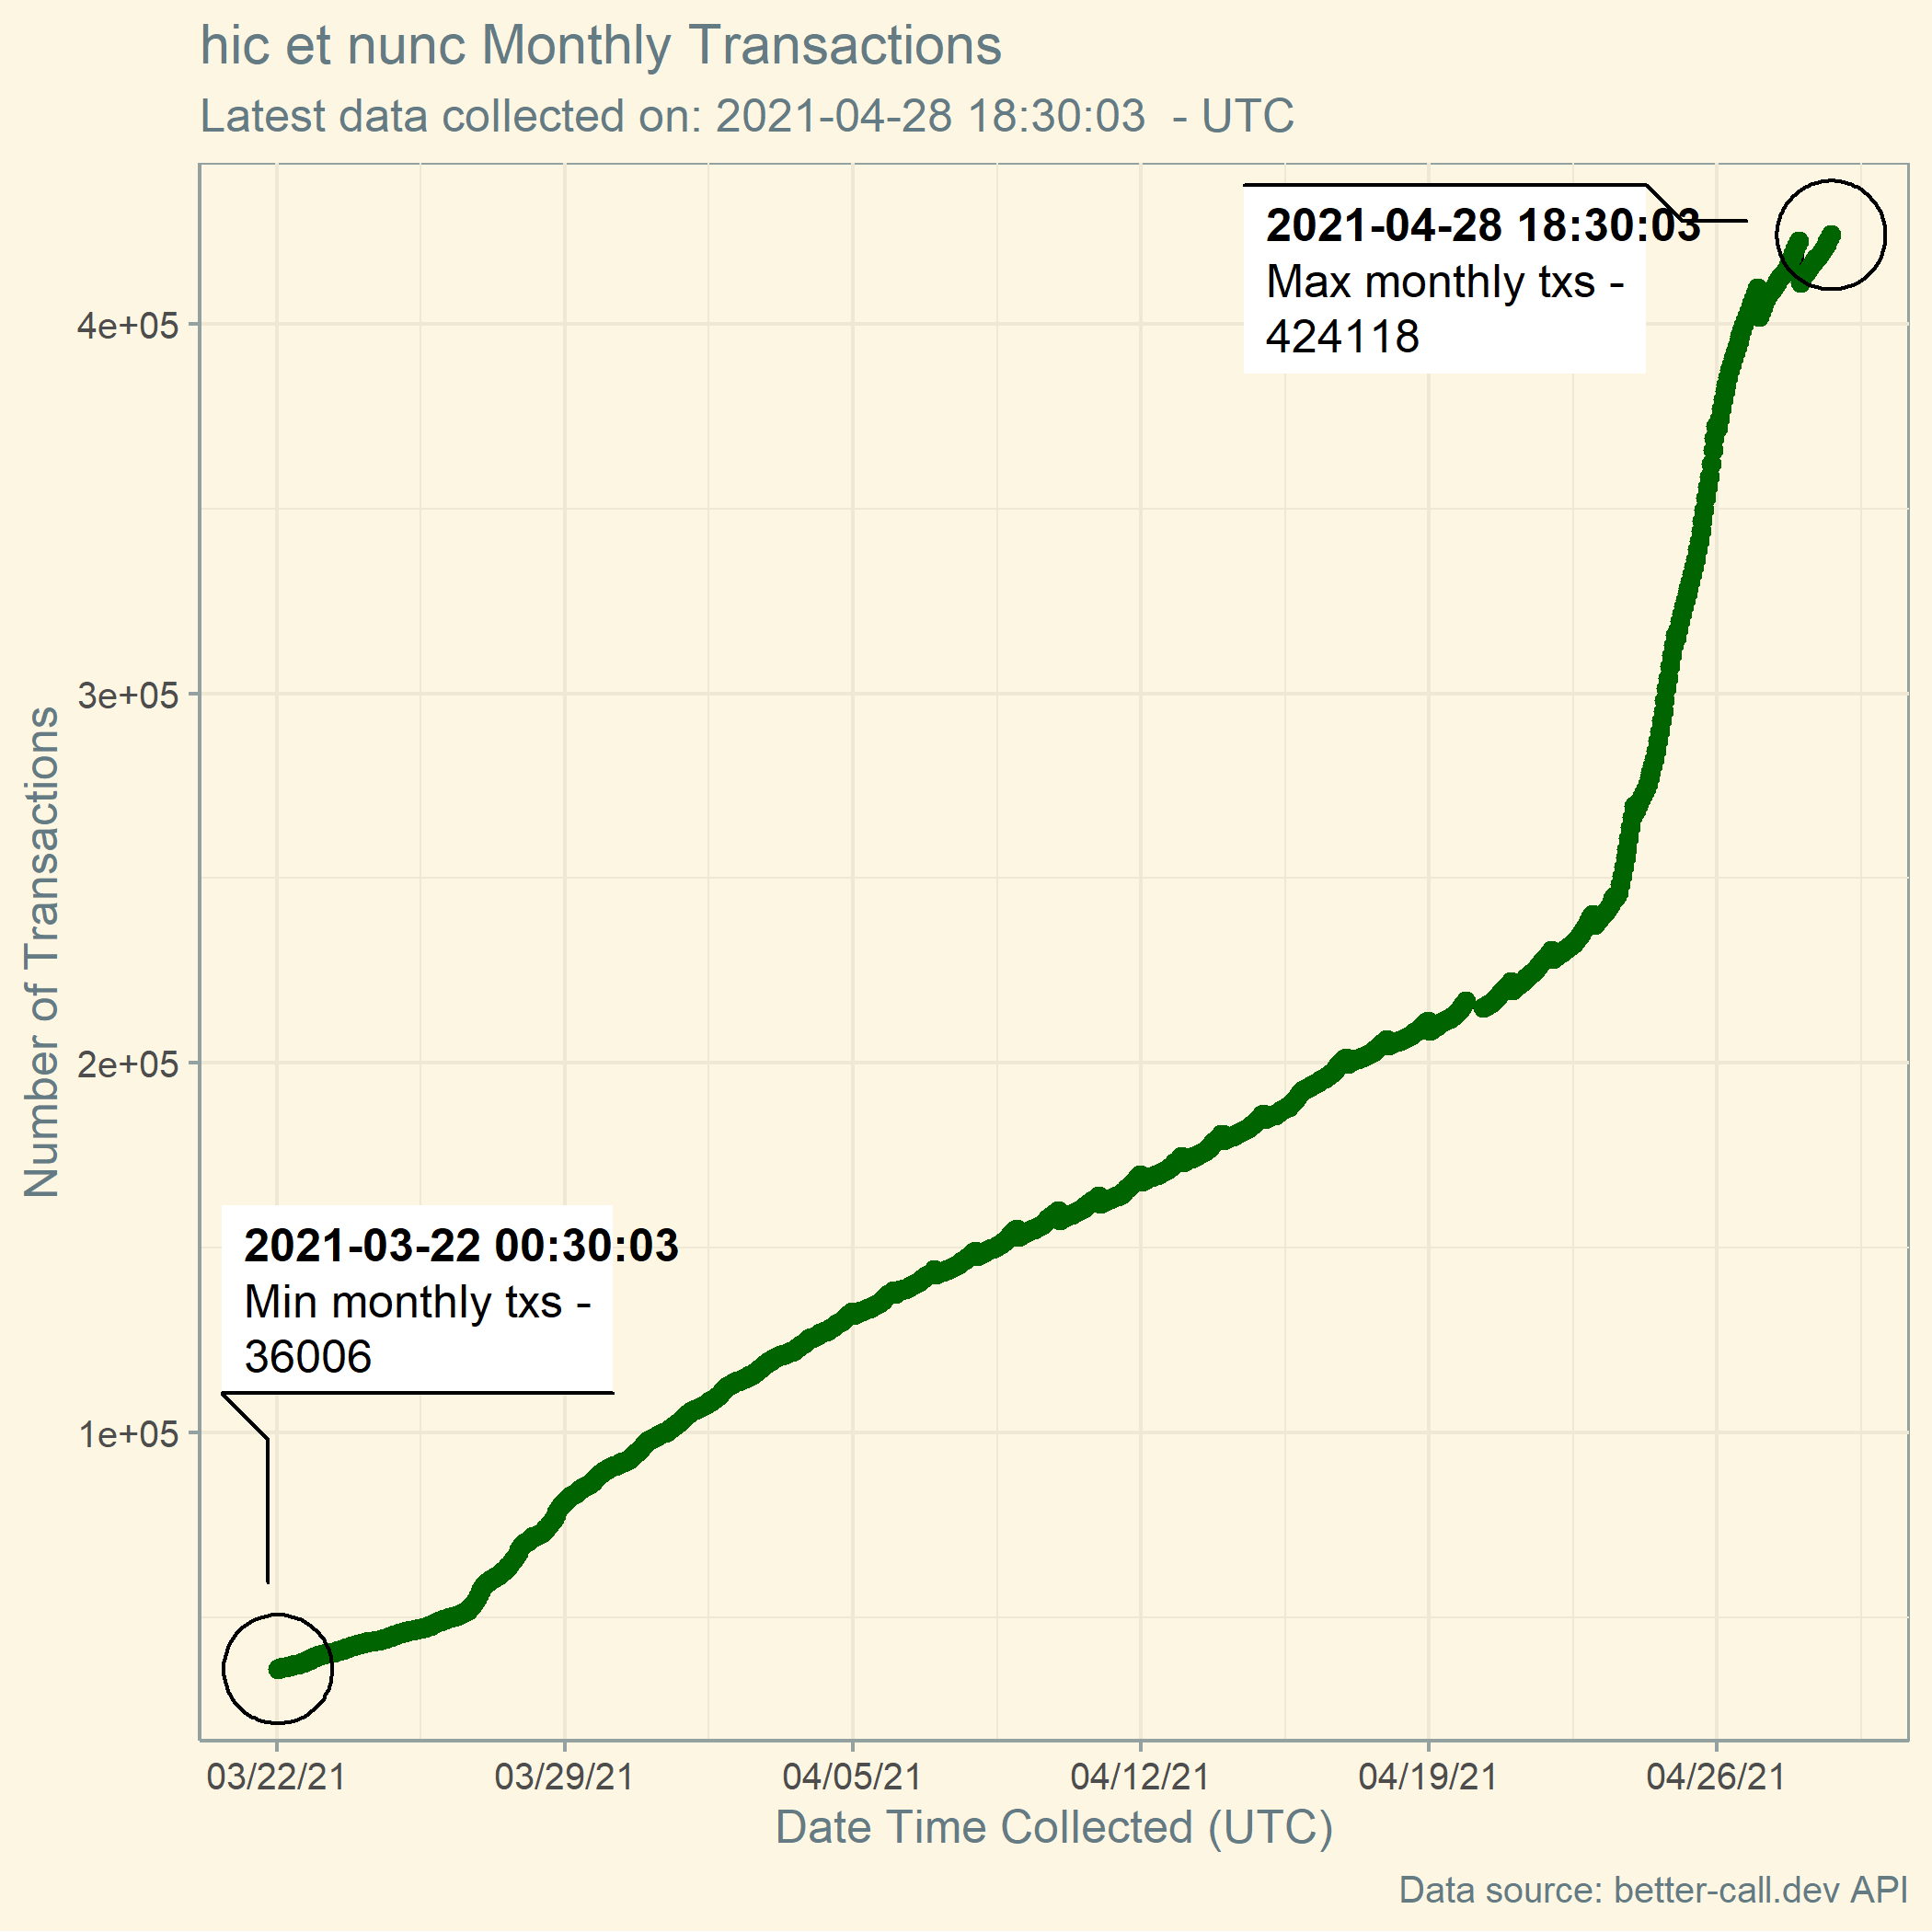 hic et nunc Monthly Transactions
Latest data collected on: 2021-04-28 18:30:03  - UTC
2021-04-28 18:30:03
Max monthly txs -
424118
4e+05
3e+05
2e+05
1e+05
Number of Transactions
2021-03-22 00:30:03
Min monthly txs -
36006
03/22/21 03/29/21 04/05/21 04/12/21 04/19/21 04/26/21
Date Time Collected (UTC)
Data source: better-call.dev API